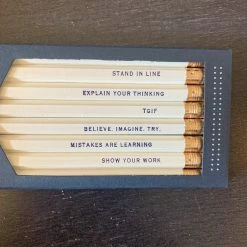 STAND IN LINE
EXPLAIN YOUR THINKING
TGIF
BELIEVE. IMAGINE. TRY.
MISTAKES ARE LEARNING
SHOW YOUR WORK